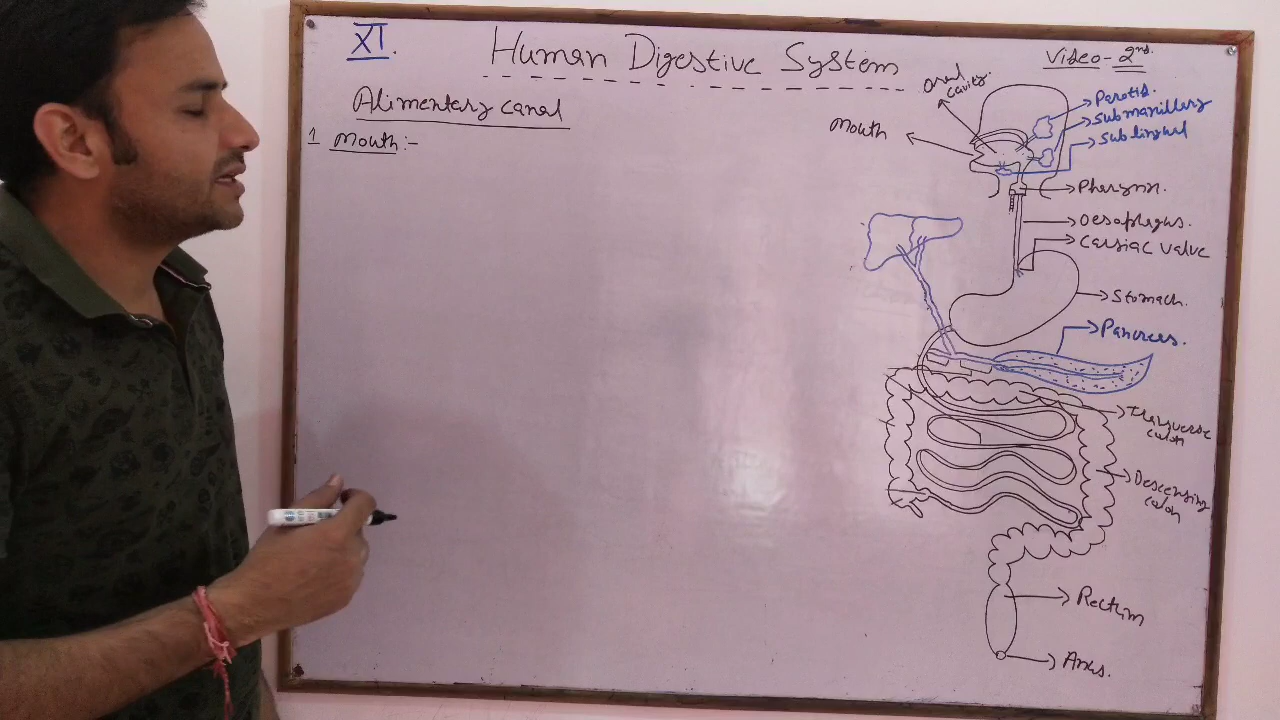 XI.
Human Digestive System
Video - 2nd.
Alimentary canal
1 Mouth :-
Oral
cavity.
Mouth
Parotid.
Submaxillary
Sublingual
Pharynx.
Oesophagus.
Cardiac valve
Stomach.
Pancreas.
Transverse
colon
Descending
colon
Rectum
Anus.